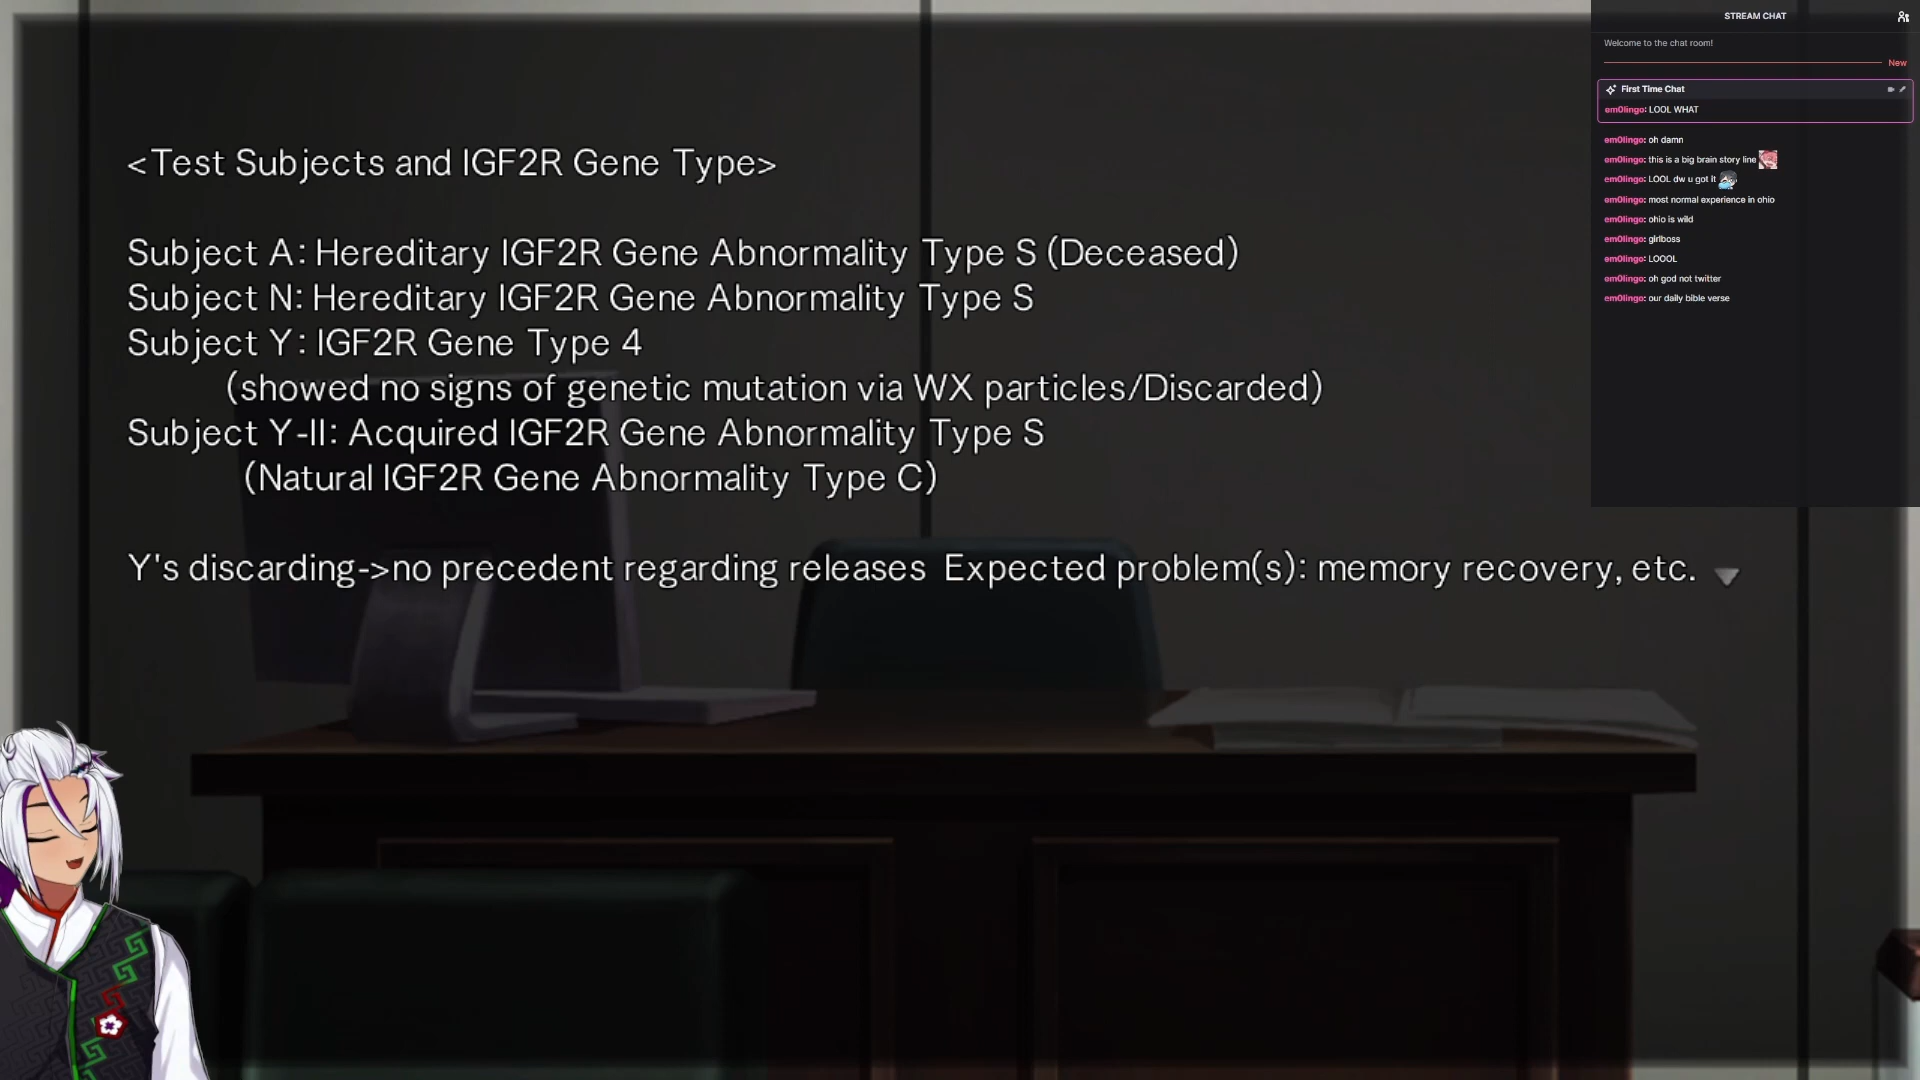 <Test Subjects and IGF2R Gene Type>
Subject A: Hereditary IGF2R Gene Abnormality Type S (Deceased)
Subject N: Hereditary IGF2R Gene Abnormality Type S
Subject Y: IGF2R Gene Type 4
(showed no signs of genetic mutation via WX particles/Discarded)
Subject Y-II: Acquired IGF2R Gene Abnormality Type S
(Natural IGF2R Gene Abnormality Type C)
Y's discarding->no precedent regarding releases Expected problem(s): memory recovery, etc.
STREAM CHAT
Welcome to the chat room!
New
First Time Chat
em0lingo: LOOL WHAT
em0lingo: oh damn
em0lingo: this is a big brain story line
em0lingo: LOOL dw u got it
em0lingo: most normal experience in ohio
em0lingo: ohio is wild
em0lingo: girlboss
em0lingo: LOOOL
em0lingo: oh god not twitter
em0lingo: our daily bible verse